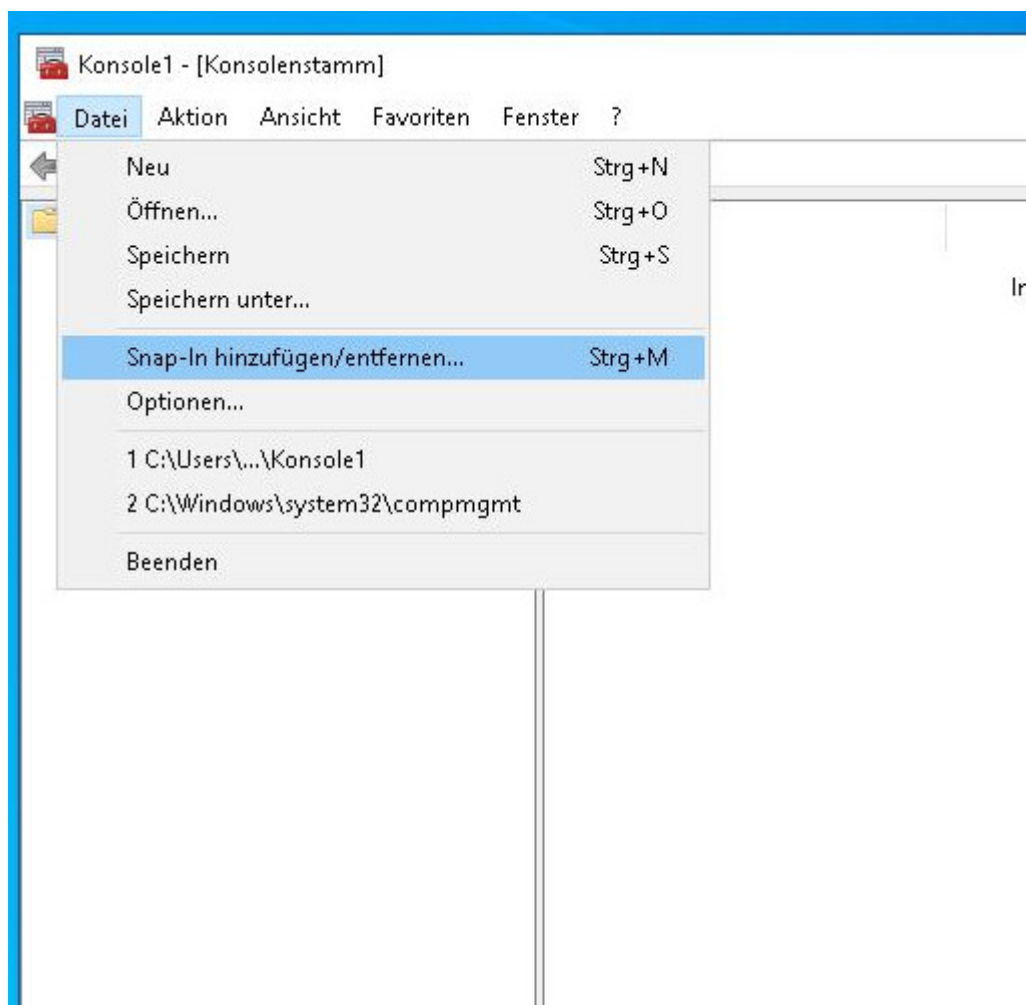 Konsole1 - [Konsolenstamm]
Datei Aktion Ansicht Favoriten Fenster ?
Neu Strg+N
Öffnen... Strg+O
Speichern Strg+S
Speichern unter...
Snap-In hinzufügen/entfernen... Strg+M
Optionen...
1 C:\Users\...\Konsole1
2 C:\Windows\system32\compmgmt
Beenden